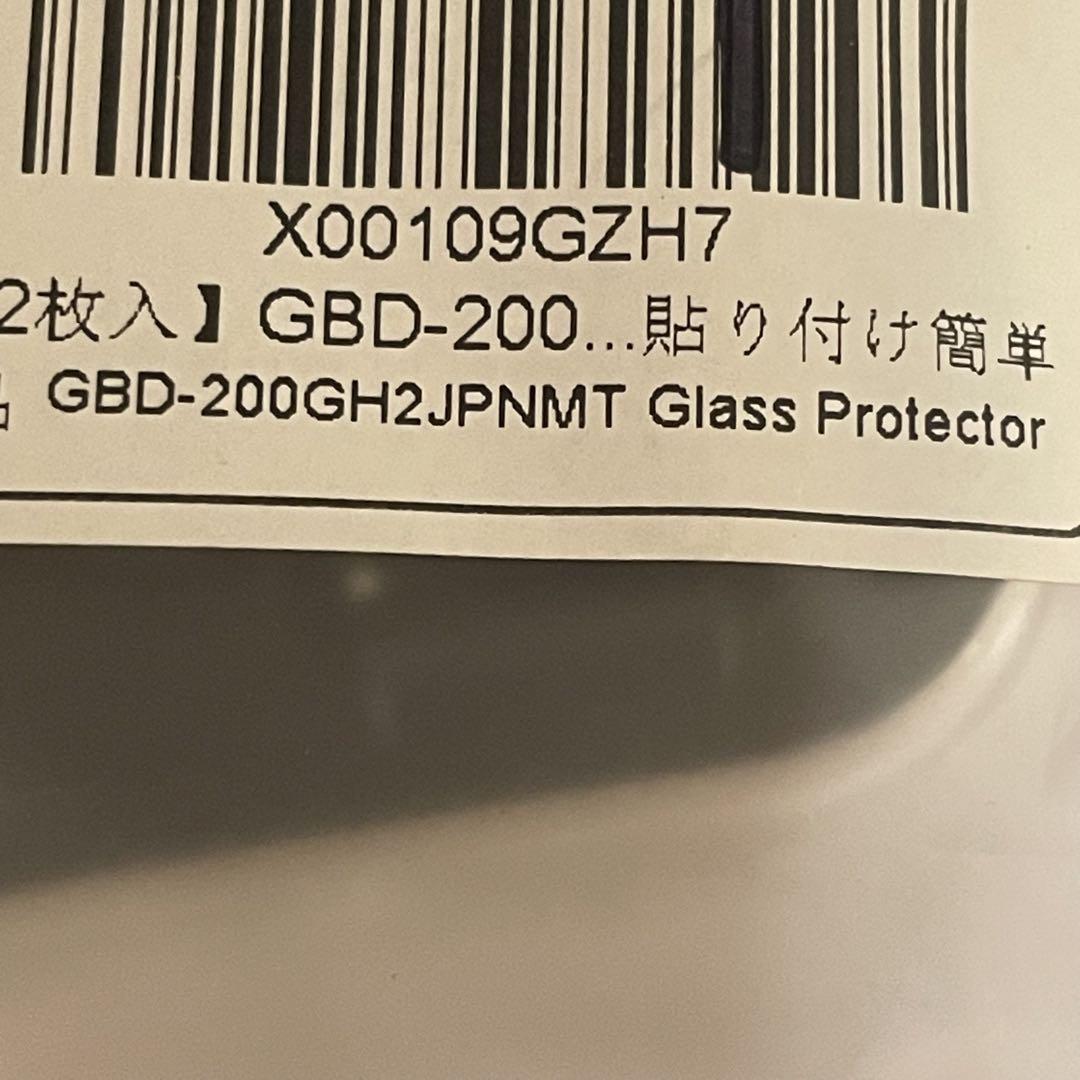 X00109GZH7
2枚入】GBD-200...貼り付け簡単
GBD-200GH2JPNMT Glass Protector